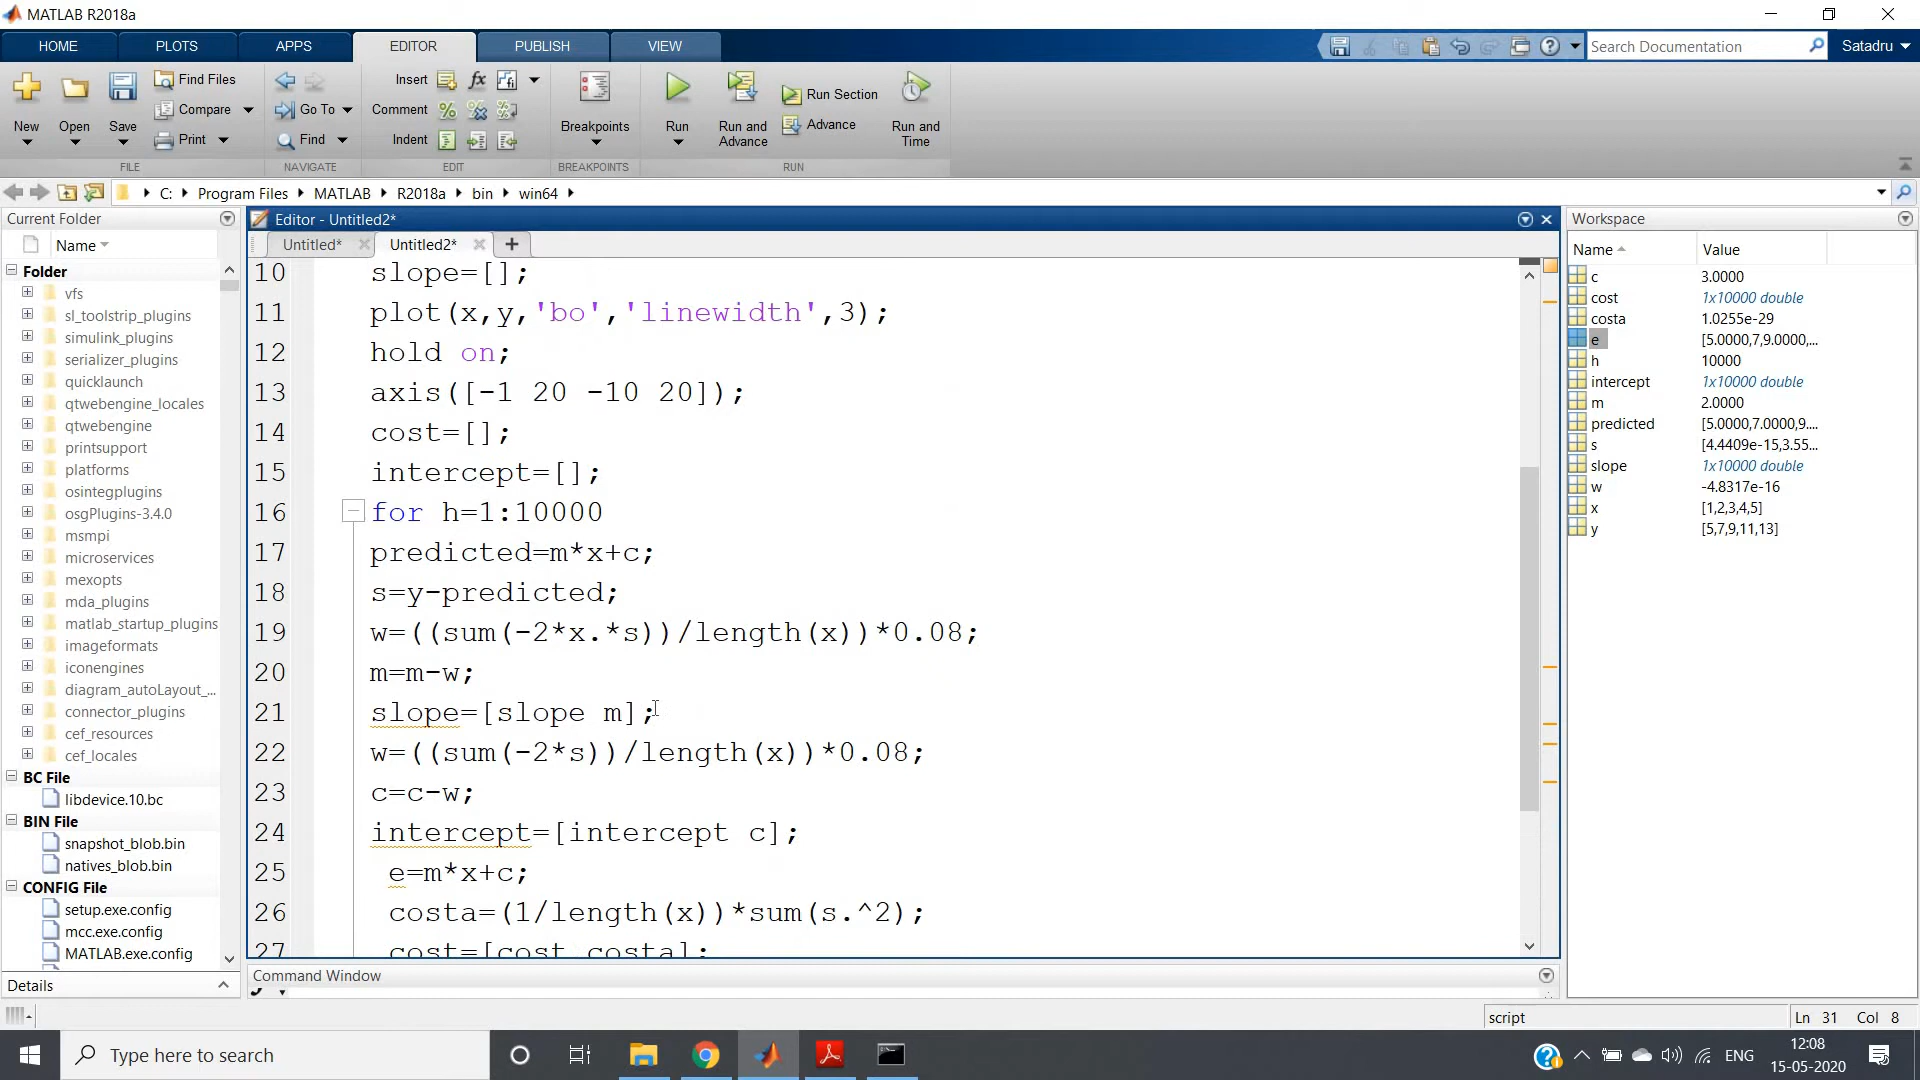 MATLAB R2018a
HOME PLOTS APPS EDITOR PUBLISH VIEW Search Documentation Satadru
New Open Save Find Files Compare Print Go To Find Insert fx Comment Indent Breakpoints Run Run and Advance Run Section Advance Run and Time
FILE NAVIGATE EDIT BREAKPOINTS RUN
C: Program Files MATLAB R2018a bin win64
Current Folder
Name
Folder
vfs
sl_toolstrip_plugins
simulink_plugins
serializer_plugins
quicklaunch
qtwebengine_locales
qtwebengine
printsupport
platforms
osintegplugins
osgPlugins-3.4.0
msmpi
microservices
mexopts
mda_plugins
matlab_startup_plugins
imageformats
iconengines
diagram_autoLayout_...
connector_plugins
cef_resources
cef_locales
BC File
libdevice.10.bc
BIN File
snapshot_blob.bin
natives_blob.bin
CONFIG File
setup.exe.config
mcc.exe.config
MATLAB.exe.config
Details
Editor - Untitled2*
Untitled* Untitled2*
10 slope=[];
11 plot(x,y,'bo','linewidth',3);
12 hold on;
13 axis([-1 20 -10 20]);
14 cost=[];
15 intercept=[];
16 for h=1:10000
17 predicted=m*x+c;
18 s=y-predicted;
19 w=((sum(-2*x.*s))/length(x))*0.08;
20 m=m-w;
21 slope=[slope m];
22 w=((sum(-2*s))/length(x))*0.08;
23 c=c-w;
24 intercept=[intercept c];
25 e=m*x+c;
26 costa=(1/length(x))*sum(s.^2);
27 cost=[cost costa];
Command Window
Workspace
Name Value
c 3.0000
cost 1x10000 double
costa 1.0255e-29
e [5.0000,7,9.0000,...
h 10000
intercept 1x10000 double
m 2.0000
predicted [5.0000,7.0000,9....
s [4.4409e-15,3.55...
slope 1x10000 double
w -4.8317e-16
x [1,2,3,4,5]
y [5,7,9,11,13]
script Ln 31 Col 8
Type here to search
ENG
12:08
15-05-2020